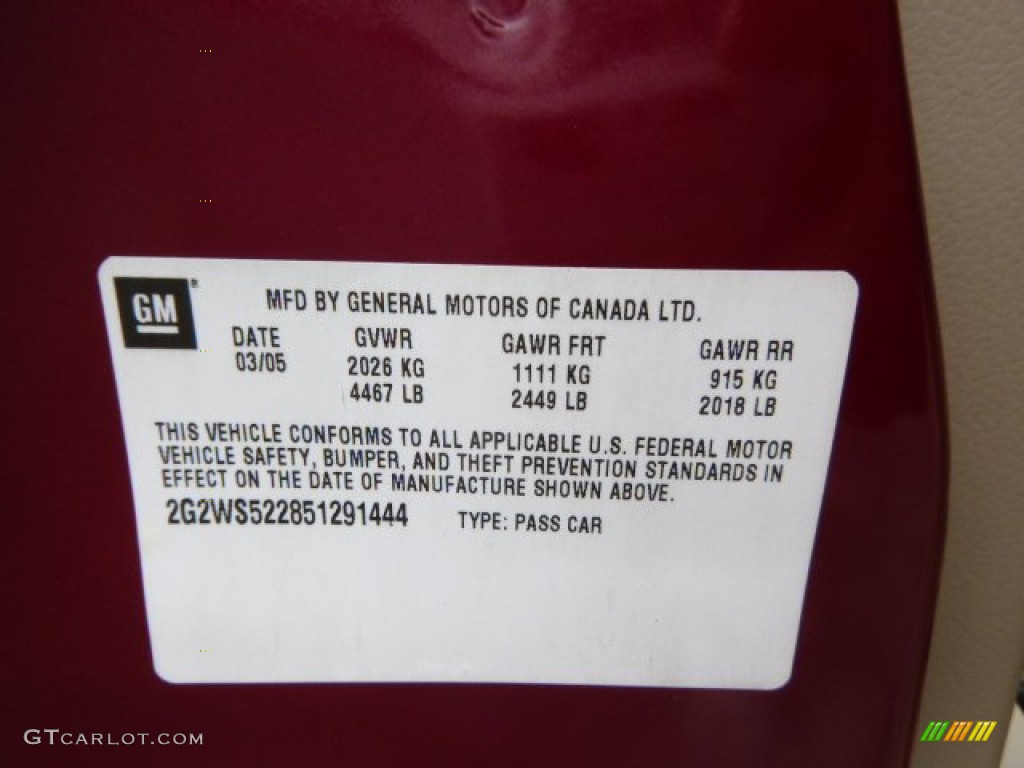 GM
MFD BY GENERAL MOTORS OF CANADA LTD.
DATE GVWR GAWR FRT GAWR RR
03/05 2026 KG 1111 KG 915 KG
4467 LB 2449 LB 2018 LB
THIS VEHICLE CONFORMS TO ALL APPLICABLE U.S. FEDERAL MOTOR
VEHICLE SAFETY, BUMPER, AND THEFT PREVENTION STANDARDS IN
EFFECT ON THE DATE OF MANUFACTURE SHOWN ABOVE.
2G2WS522851291444 TYPE: PASS CAR
GTCARLOT.COM